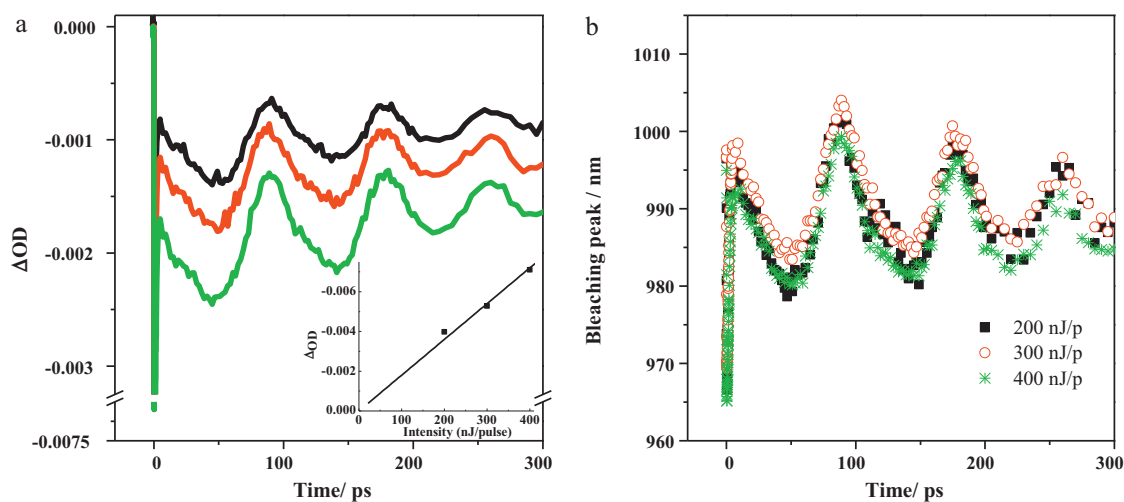 a
0.000
-0.001
-0.002
-0.003
-0.0075
ΔOD
0
100
200
300
Time/ ps
-0.006
-0.004
-0.002
0.000
ΔOD
0 100 200 300 400
Intensity (nJ/pulse)
b
1015
1010
1000
990
980
970
960
Bleaching peak / nm
0
100
200
300
Time/ ps
200 nJ/p
300 nJ/p
400 nJ/p